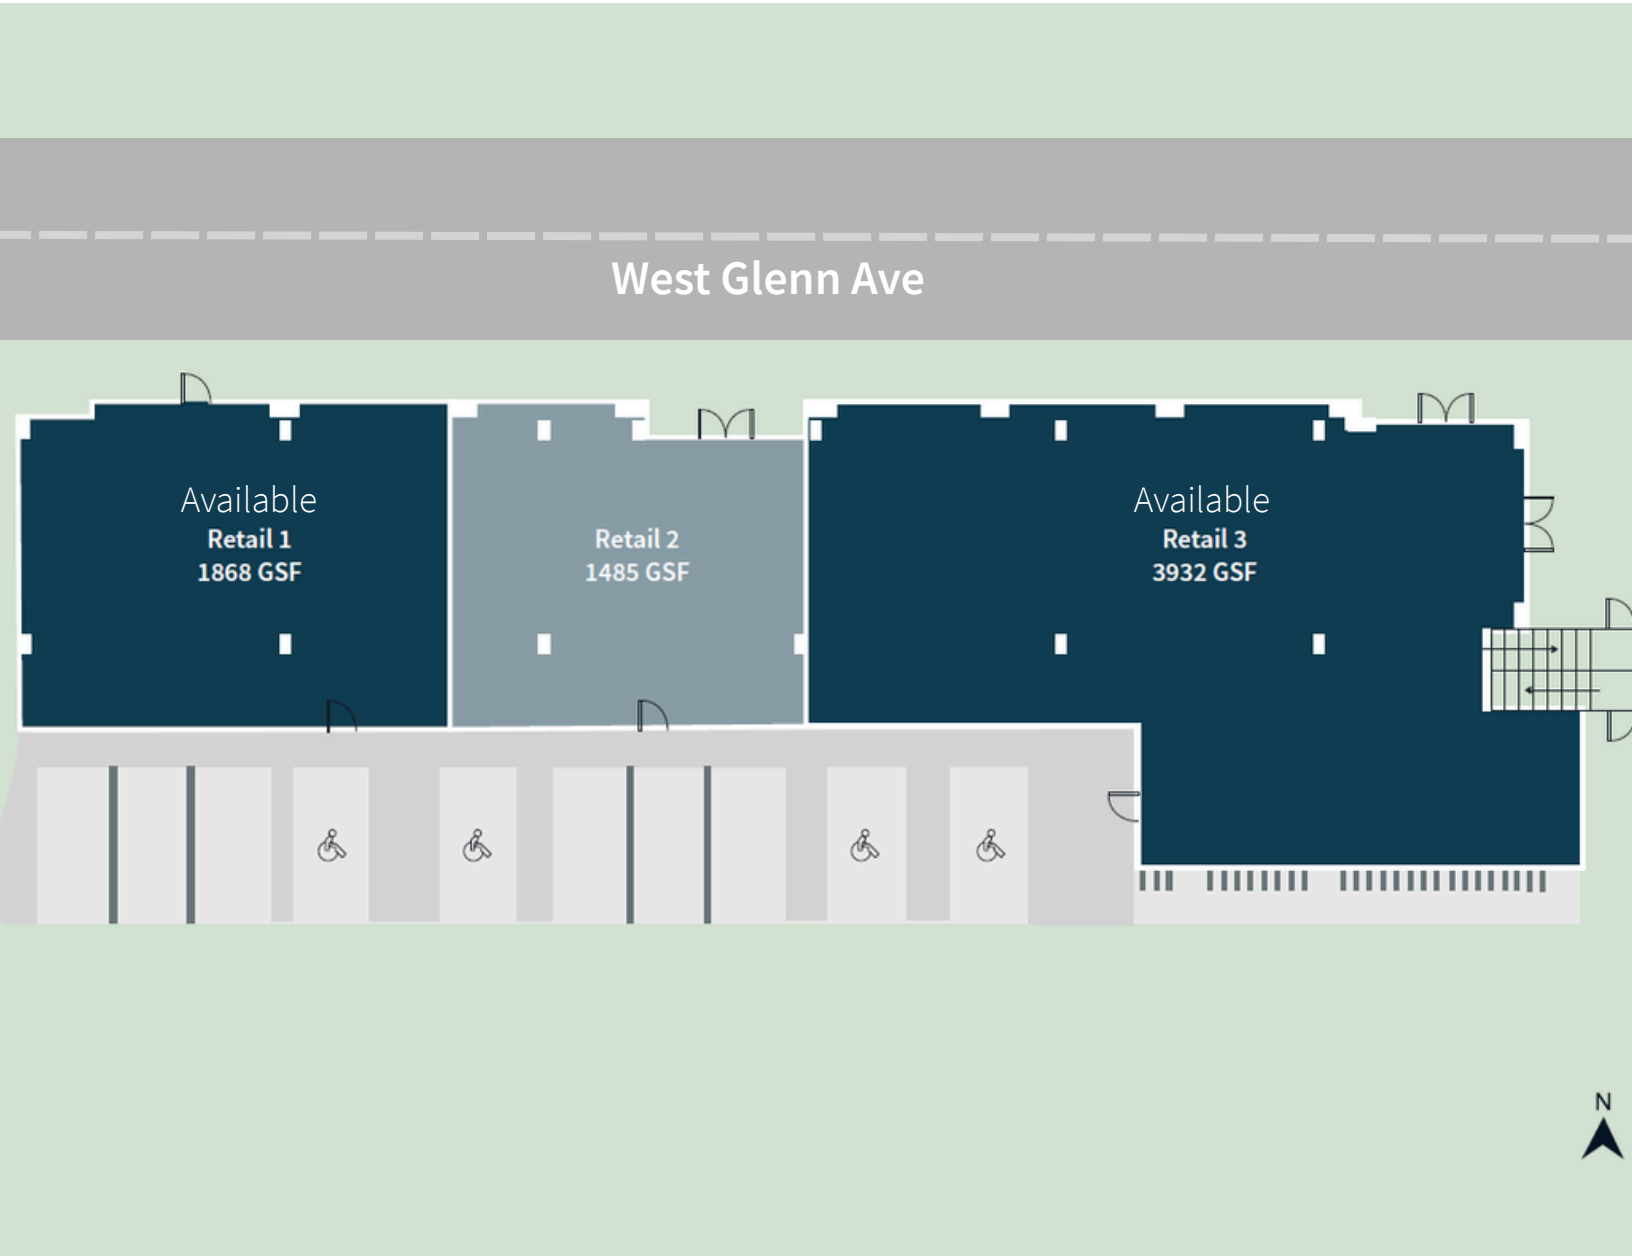 West Glenn Ave
Available
Retail 1
1868 GSF
Retail 2
1485 GSF
Available
Retail 3
3932 GSF
N